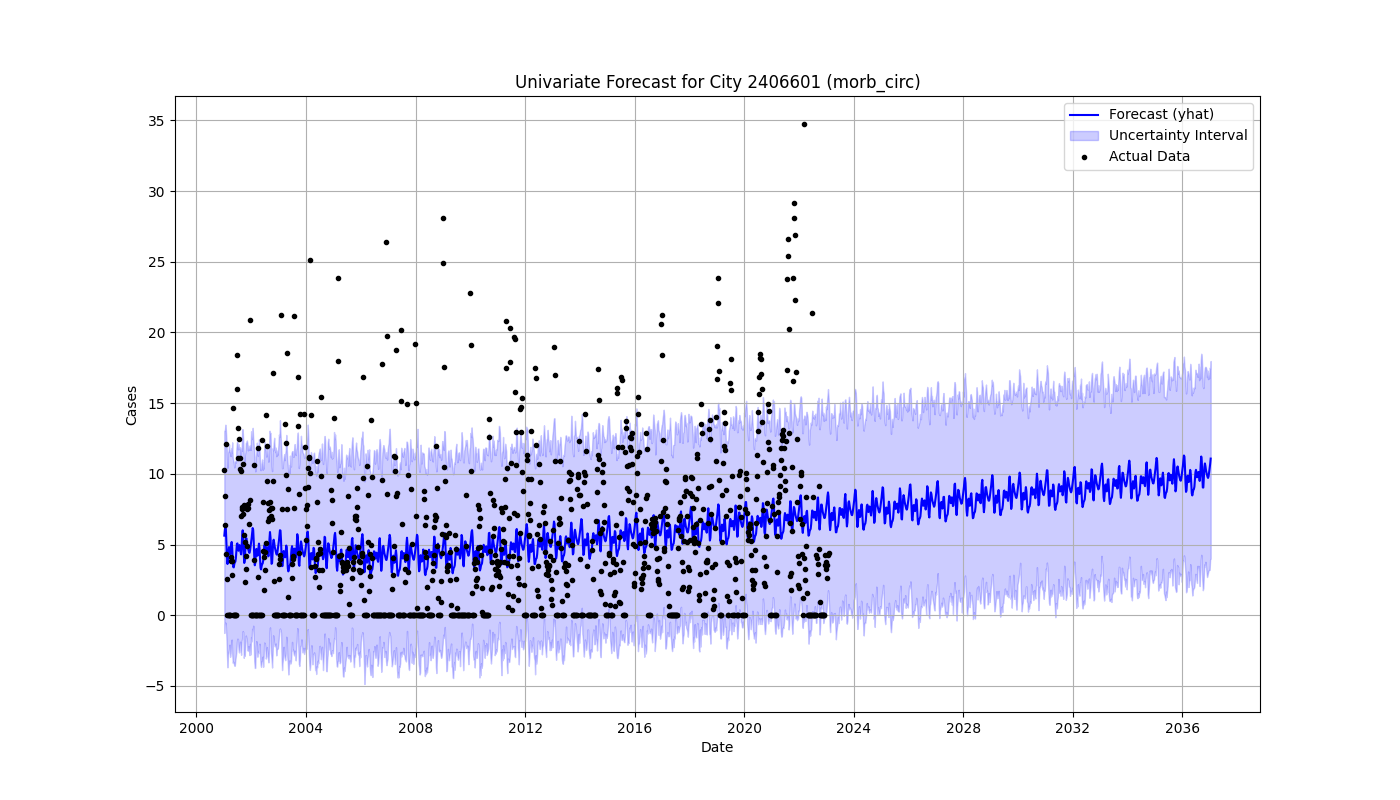 Univariate Forecast for City 2406601 (morb_circ)
Forecast (yhat)
Uncertainty Interval
Actual Data
Cases
35
30
25
20
15
10
5
0
−5
2000 2004 2008 2012 2016 2020 2024 2028 2032 2036
Date